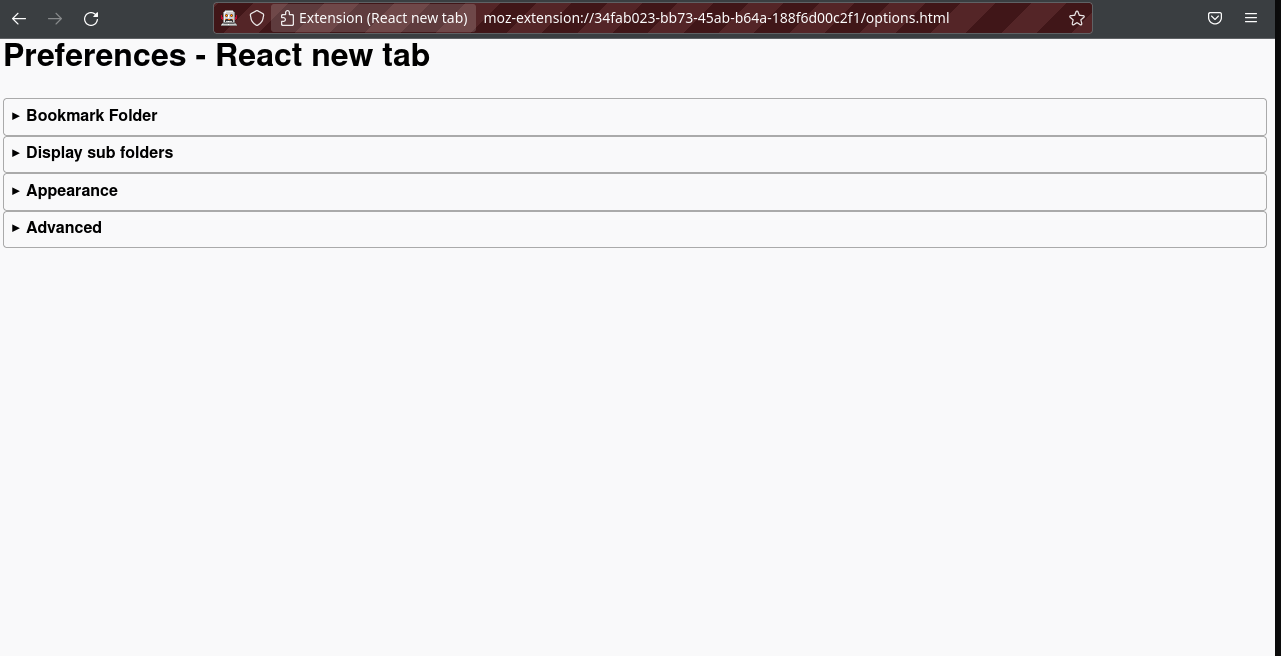 Extension (React new tab) moz-extension://34fab023-bb73-45ab-b64a-188f6d00c2f1/options.html
Preferences - React new tab
Bookmark Folder
Display sub folders
Appearance
Advanced